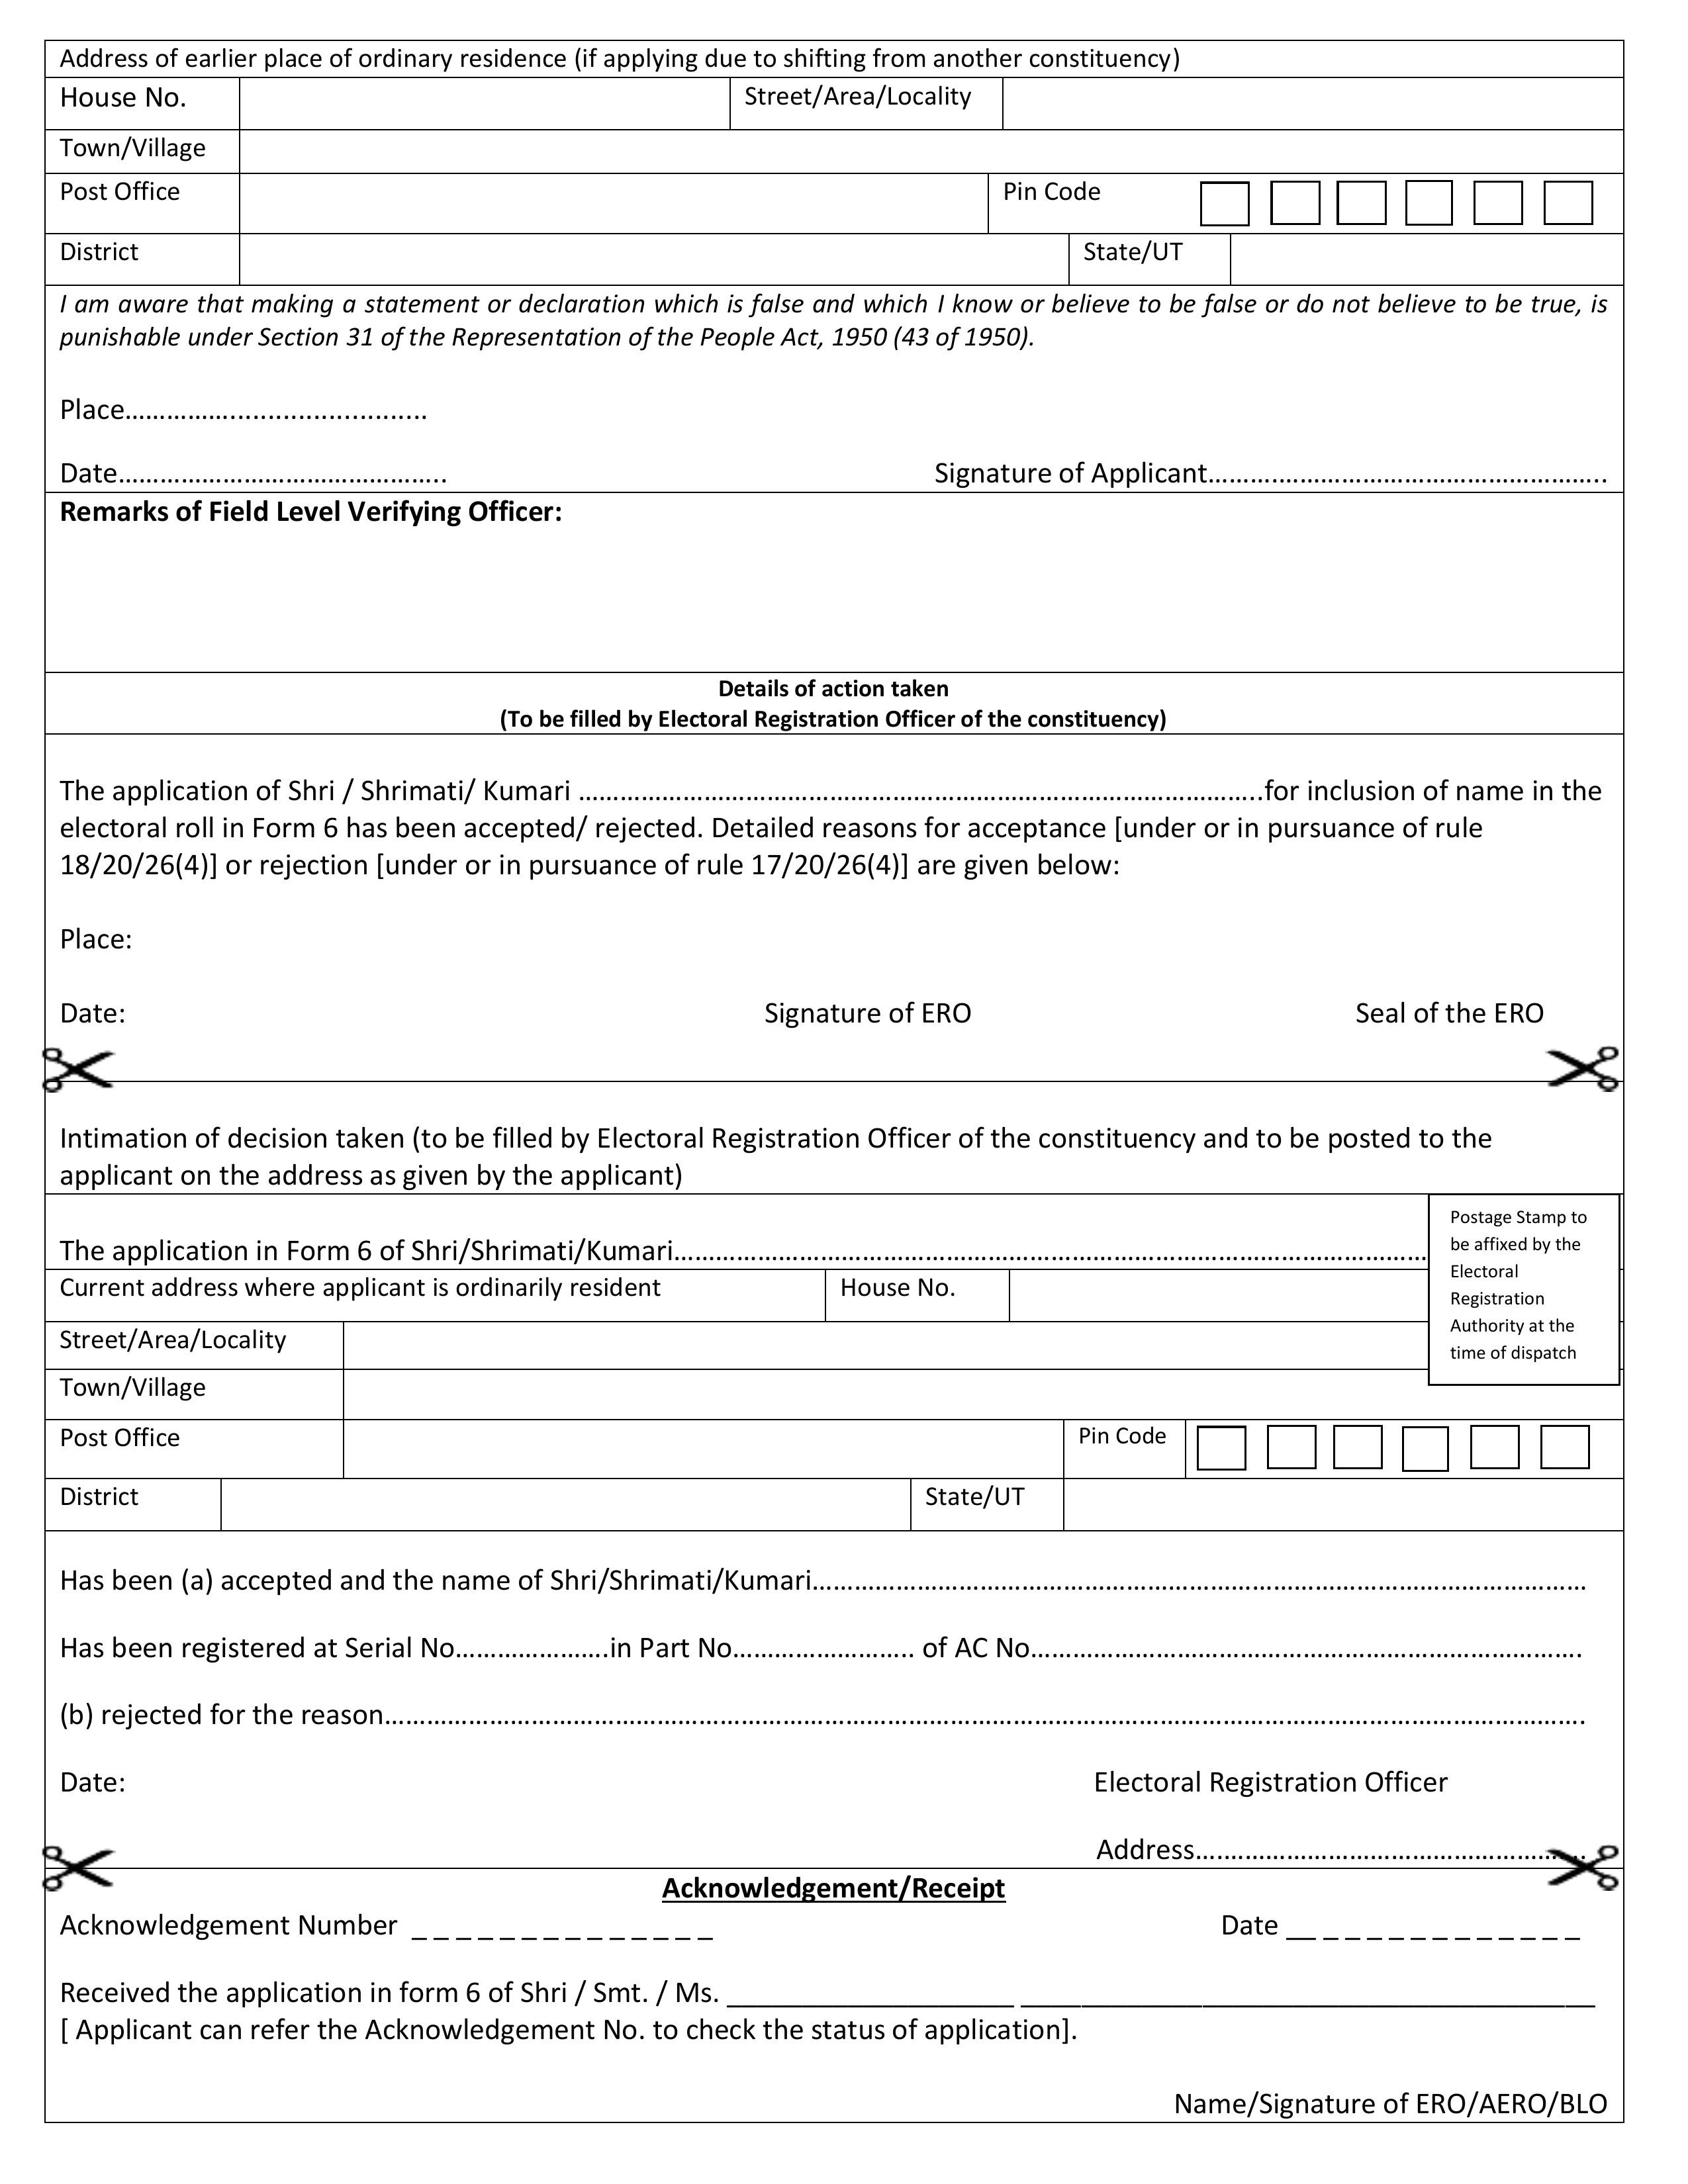 Address of earlier place of ordinary residence (if applying due to shifting from another constituency)
House No. Street/Area/Locality
Town/Village
Post Office Pin Code
District State/UT
I am aware that making a statement or declaration which is false and which I know or believe to be false or do not believe to be true, is
punishable under Section 31 of the Representation of the People Act, 1950 (43 of 1950).
Place.......................................
Date.......................................... Signature of Applicant....................................................
Remarks of Field Level Verifying Officer:
Details of action taken
(To be filled by Electoral Registration Officer of the constituency)
The application of Shri / Shrimati/ Kumari ..........................................................................................for inclusion of name in the
electoral roll in Form 6 has been accepted/ rejected. Detailed reasons for acceptance [under or in pursuance of rule
18/20/26(4)] or rejection [under or in pursuance of rule 17/20/26(4)] are given below:
Place:
Date: Signature of ERO Seal of the ERO
Intimation of decision taken (to be filled by Electoral Registration Officer of the constituency and to be posted to the
applicant on the address as given by the applicant)
Postage Stamp to
be affixed by the
Electoral
Registration
Authority at the
time of dispatch
The application in Form 6 of Shri/Shrimati/Kumari....................................................................................................
Current address where applicant is ordinarily resident House No.
Street/Area/Locality
Town/Village
Post Office Pin Code
District State/UT
Has been (a) accepted and the name of Shri/Shrimati/Kumari.......................................................................................................
Has been registered at Serial No.....................in Part No........................ of AC No.........................................................................
(b) rejected for the reason................................................................................................................................................................
Date: Electoral Registration Officer
Address....................................................
Acknowledgement/Receipt
Acknowledgement Number _ _ _ _ _ _ _ _ _ _ _ _ _ _ Date __ _ _ _ _ _ _ _ _ _ _ _ _
Received the application in form 6 of Shri / Smt. / Ms. ___________________ ______________________________________
[ Applicant can refer the Acknowledgement No. to check the status of application].
Name/Signature of ERO/AERO/BLO